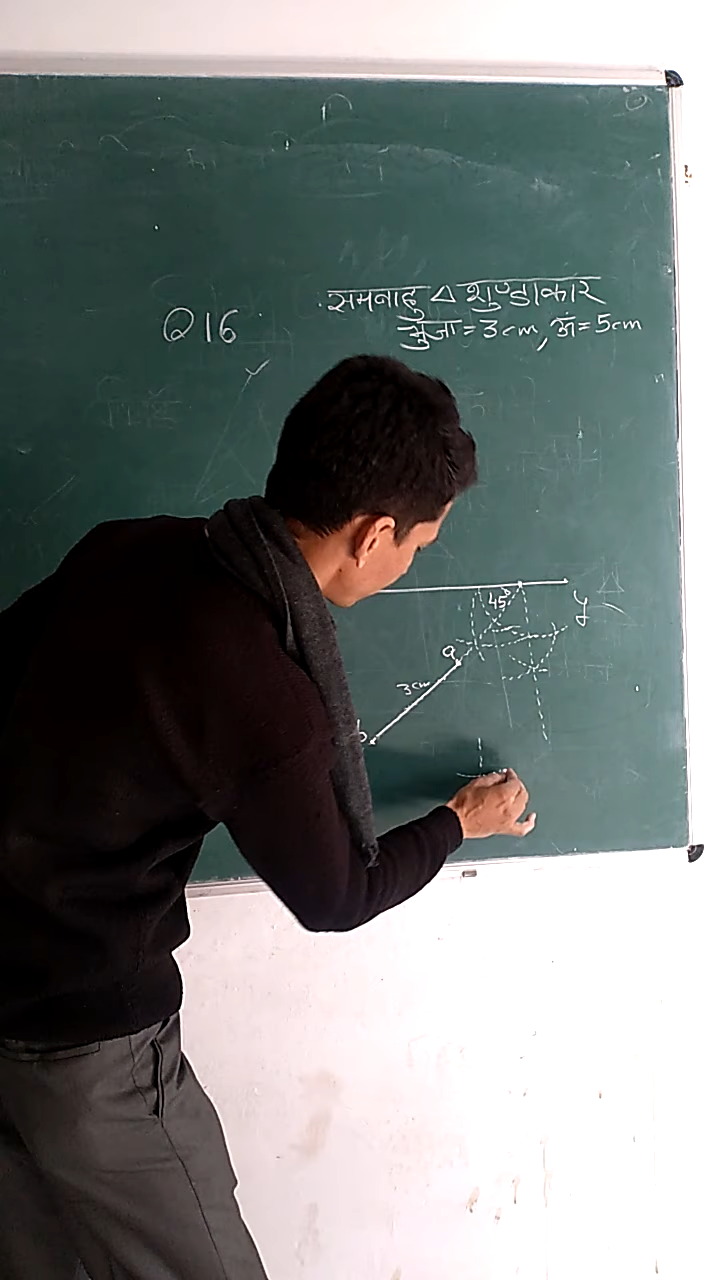 Q16
समबाहु Δ शुण्डाकार
भुजा = 3cm, अं = 5cm
45°
y
a
3cm
b